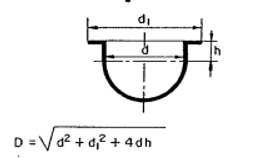 d₁
d
h
D = √d² + d₁² + 4dh